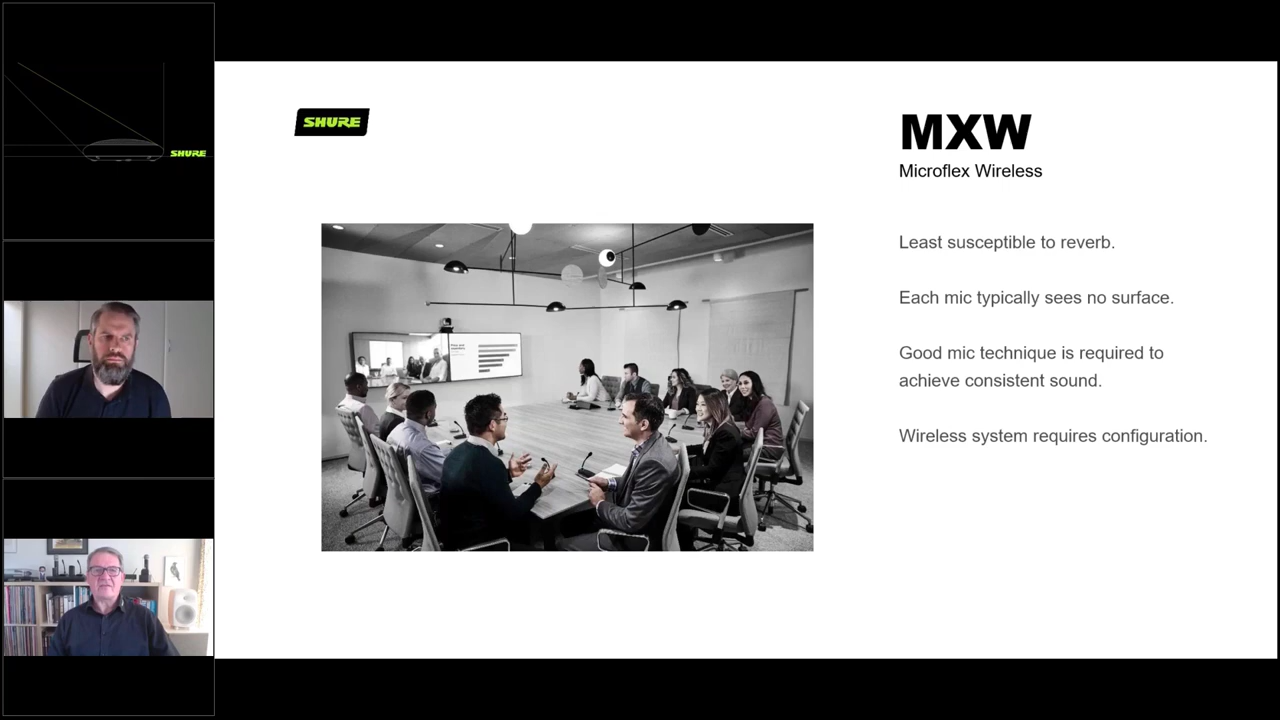 SHURE
SHURE
MXW
Microflex Wireless
Least susceptible to reverb.
Each mic typically sees no surface.
Good mic technique is required to
achieve consistent sound.
Wireless system requires configuration.